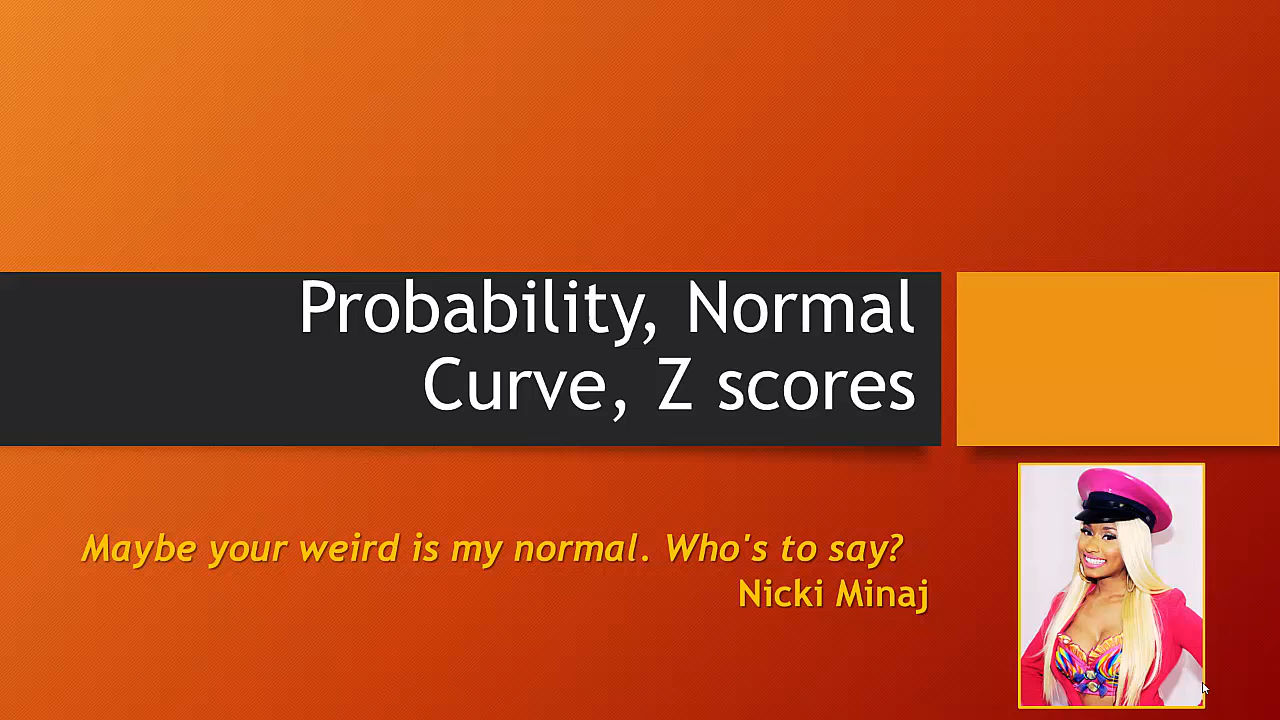 Probability, Normal
Curve, Z scores
Maybe your weird is my normal. Who's to say?
Nicki Minaj